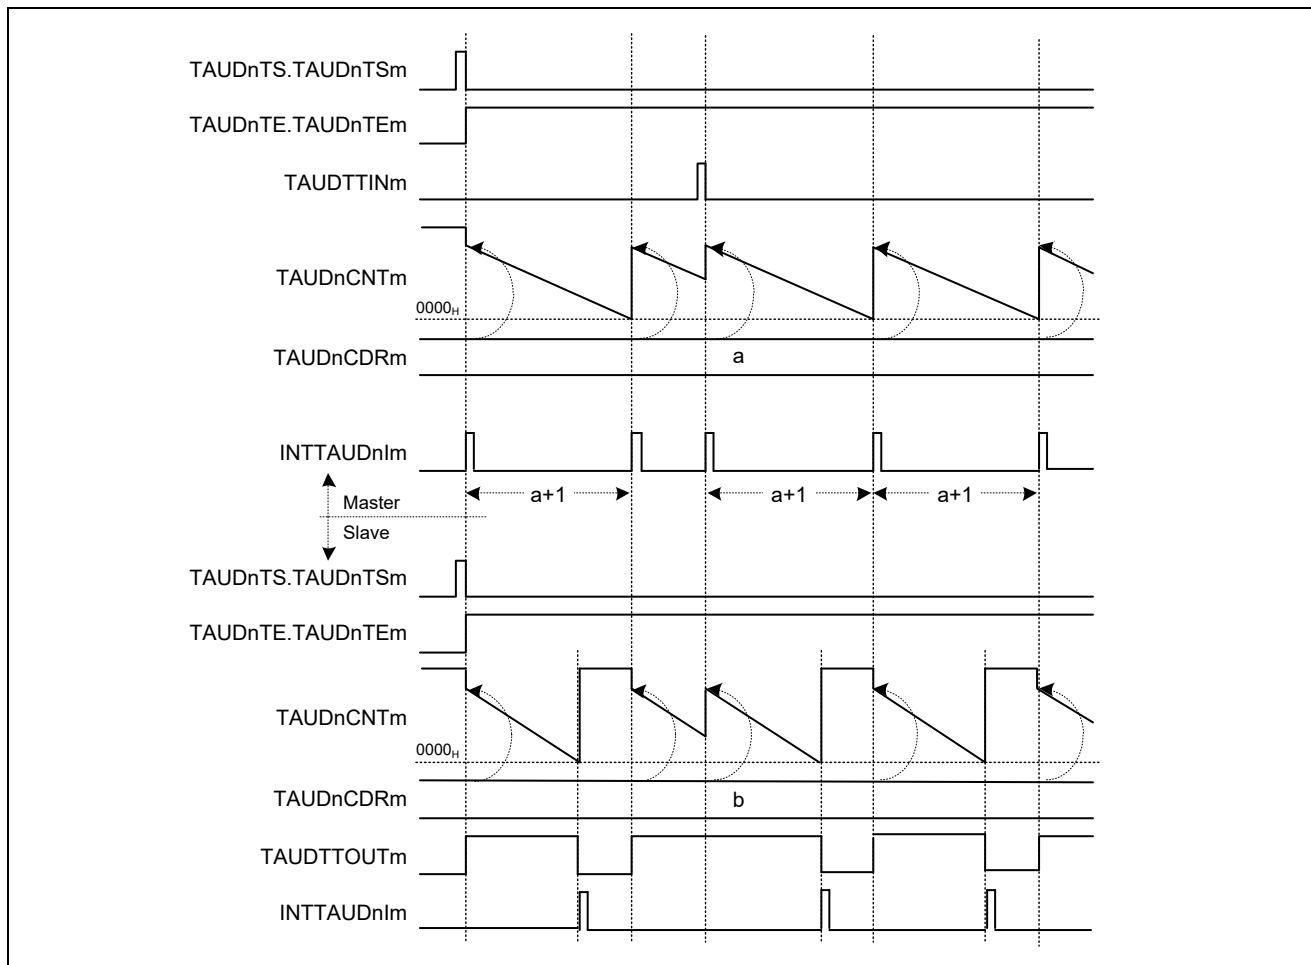 TAUDnTS.TAUDnTSm
TAUDnTE.TAUDnTEm
TAUDTTINm
TAUDnCNTm
0000H
TAUDnCDRm
a
INTTAUDnIm
a+1 a+1 a+1
Master
Slave
TAUDnTS.TAUDnTSm
TAUDnTE.TAUDnTEm
TAUDnCNTm
0000H
TAUDnCDRm
b
TAUDTTOUTm
INTTAUDnIm